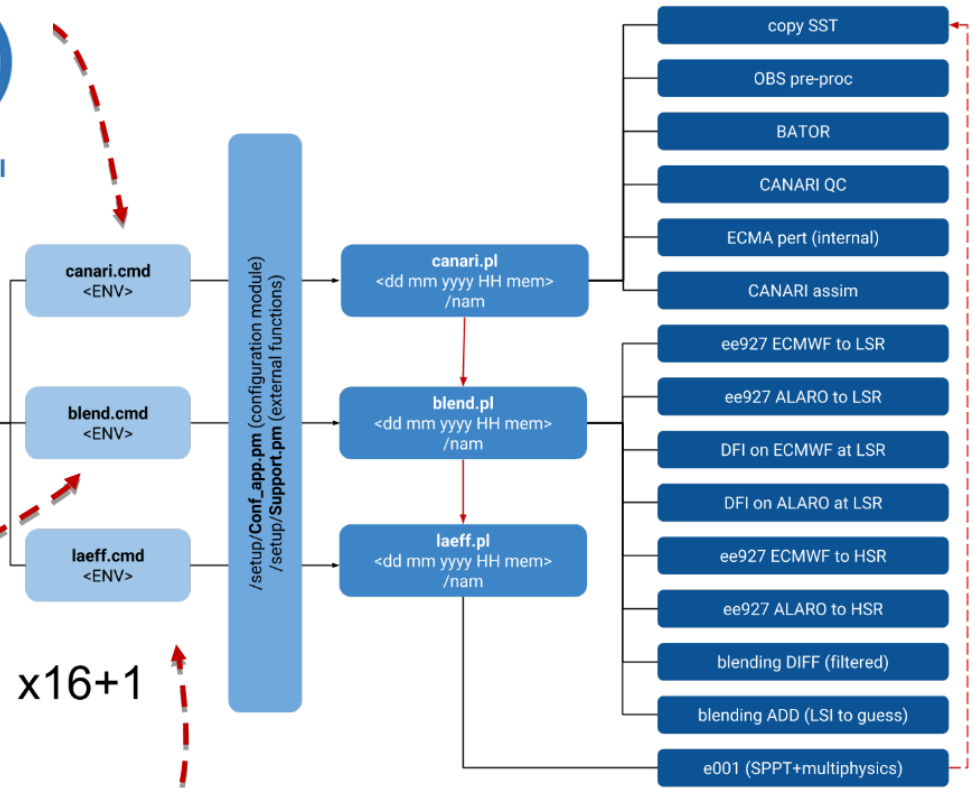 canari.cmd
<ENV>
blend.cmd
<ENV>
laeff.cmd
<ENV>
x16+1
/setup/Conf_app.pm (configuration module)
/setup/Support.pm (external functions)
canari.pl
<dd mm yyyy HH mem>
/nam
blend.pl
<dd mm yyyy HH mem>
/nam
laeff.pl
<dd mm yyyy HH mem>
/nam
copy SST
OBS pre-proc
BATOR
CANARI QC
ECMA pert (internal)
CANARI assim
ee927 ECMWF to LSR
ee927 ALARO to LSR
DFI on ECMWF at LSR
DFI on ALARO at LSR
ee927 ECMWF to HSR
ee927 ALARO to HSR
blending DIFF (filtered)
blending ADD (LSI to guess)
e001 (SPPT+multiphysics)